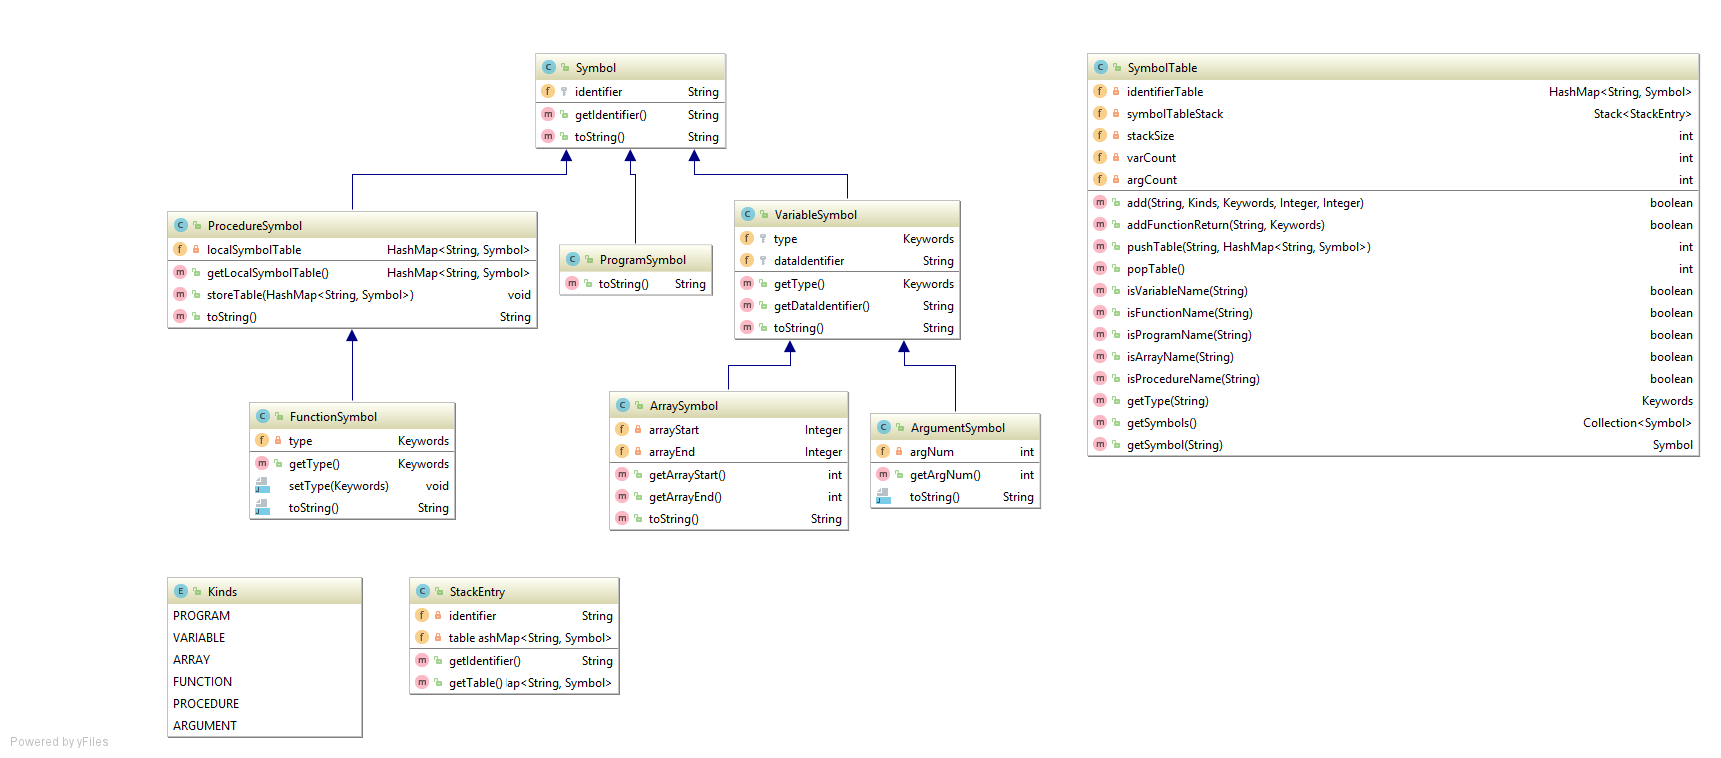 Symbol
identifier String
getIdentifier() String
toString() String
SymbolTable
identifierTable HashMap<String, Symbol>
symbolTableStack Stack<StackEntry>
stackSize int
varCount int
argCount int
add(String, Kinds, Keywords, Integer, Integer) boolean
addFunctionReturn(String, Keywords) boolean
pushTable(String, HashMap<String, Symbol>) int
popTable() int
isVariableName(String) boolean
isFunctionName(String) boolean
isProgramName(String) boolean
isArrayName(String) boolean
isProcedureName(String) boolean
getType(String) Keywords
getSymbols() Collection<Symbol>
getSymbol(String) Symbol
ProcedureSymbol
localSymbolTable HashMap<String, Symbol>
getLocalSymbolTable() HashMap<String, Symbol>
storeTable(HashMap<String, Symbol>) void
toString() String
ProgramSymbol
toString() String
VariableSymbol
type Keywords
dataIdentifier String
getType() Keywords
getDataIdentifier() String
toString() String
FunctionSymbol
type Keywords
getType() Keywords
setType(Keywords) void
toString() String
ArraySymbol
arrayStart Integer
arrayEnd Integer
getArrayStart() int
getArrayEnd() int
toString() String
ArgumentSymbol
argNum int
getArgNum() int
toString() String
Kinds
PROGRAM
VARIABLE
ARRAY
FUNCTION
PROCEDURE
ARGUMENT
StackEntry
identifier String
table ashMap<String, Symbol>
getIdentifier() String
getTable() ap<String, Symbol>
Powered by yFiles